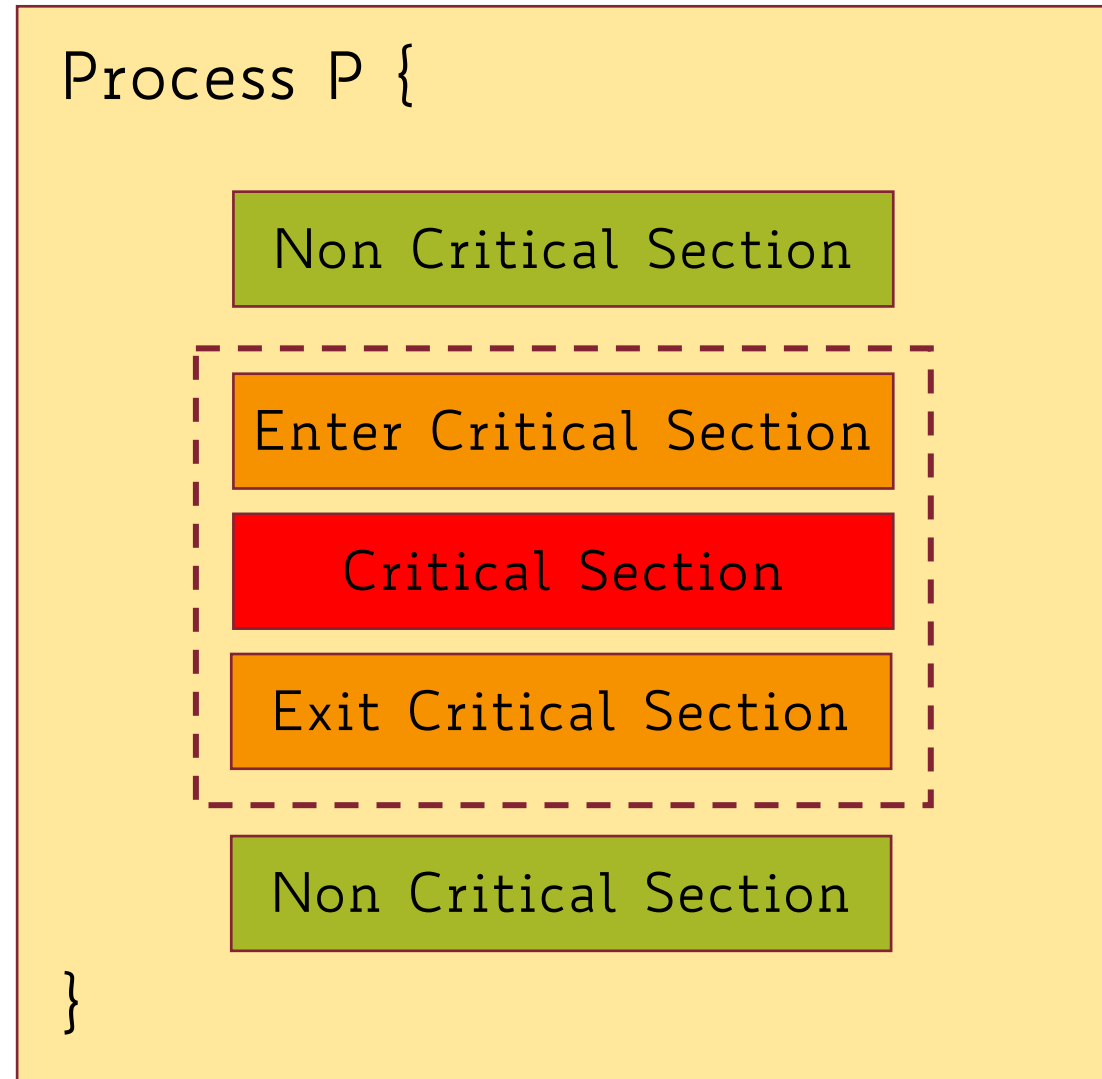 Process P {
Non Critical Section
Enter Critical Section
Critical Section
Exit Critical Section
Non Critical Section
}